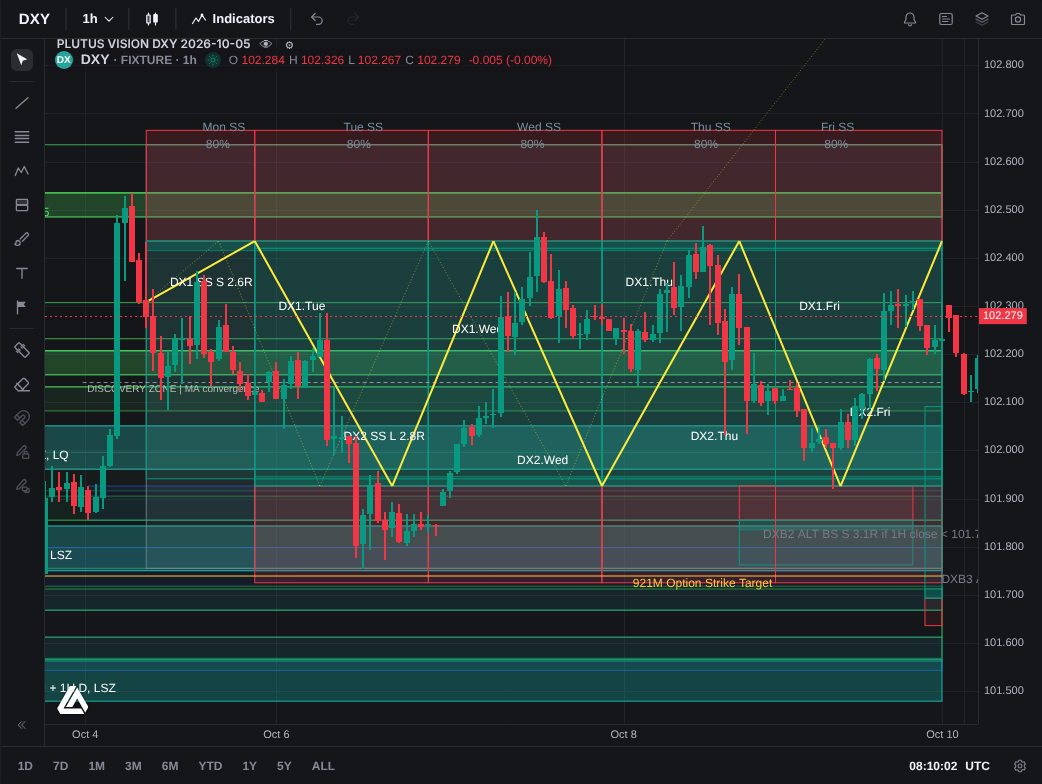 DXY
1h
Indicators
PLUTUS VISION DXY 2026-10-05
DX DXY · FIXTURE · 1h O 102.284 H 102.326 L 102.267 C 102.279 -0.005 (-0.00%)
Mon SS
80%
Tue SS
80%
Wed SS
80%
Thu SS
80%
Fri SS
80%
DX1 SS S 2.6R
DX1.Tue
DX1.Wed
DX1.Thu
DX1.Fri
DISCOVERY ZONE | MA convergence
DX2 SS L 2.8R
DX2.Wed
DX2.Thu
DX2.Fri
, LQ
LSZ
DXB2 ALT BS S 3.1R if 1H close < 101.7
DXB3
921M Option Strike Target
+ 1H D, LSZ
102.800
102.700
102.600
102.500
102.400
102.300
102.279
102.200
102.100
102.000
101.900
101.800
101.700
101.600
101.500
Oct 4
Oct 6
Oct 8
Oct 10
1D 7D 1M 3M 6M YTD 1Y 5Y ALL
08:10:02 UTC